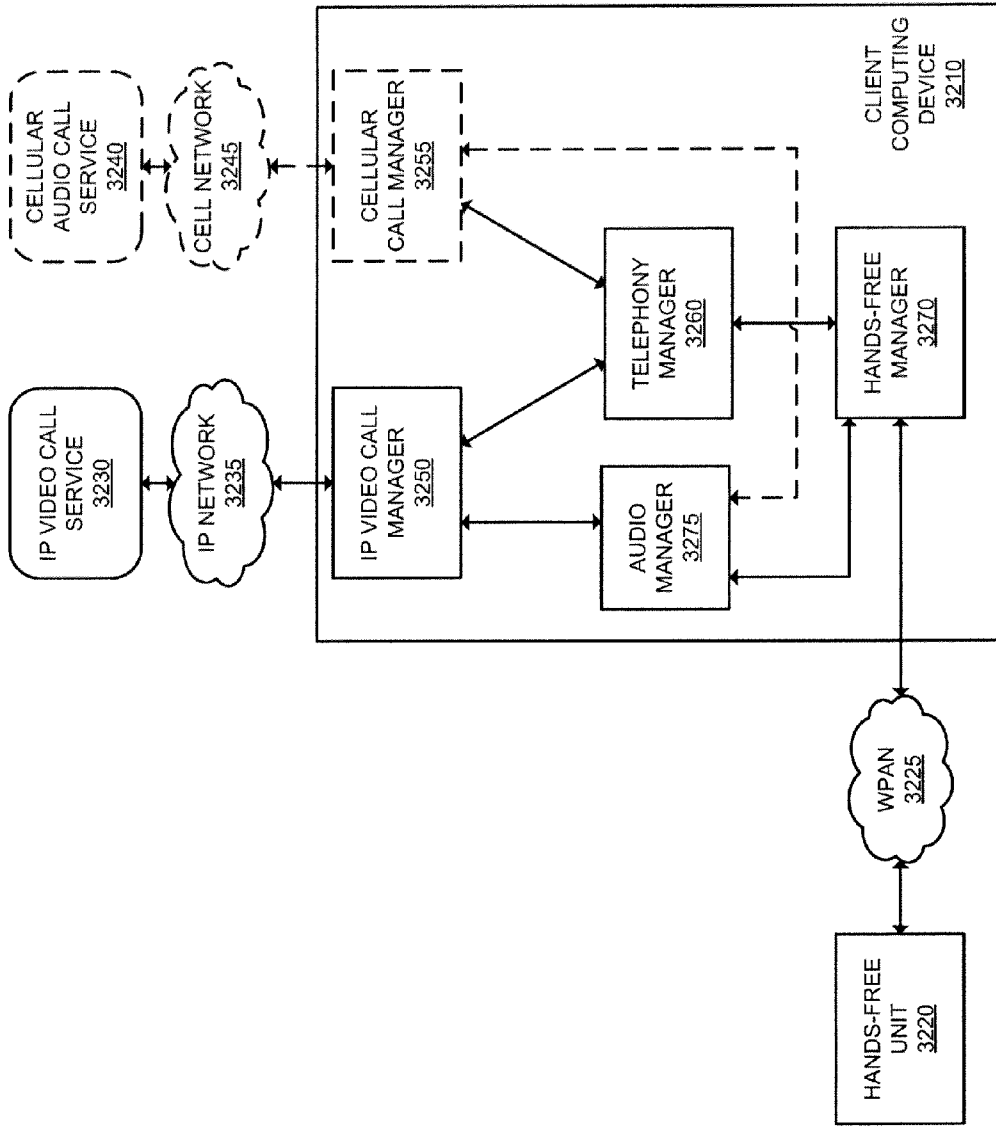 IP VIDEO CALL
SERVICE
3230
CELLULAR
AUDIO CALL
SERVICE
3240
IP NETWORK
3235
CELL NETWORK
3245
IP VIDEO CALL
MANAGER
3250
CELLULAR
CALL MANAGER
3255
AUDIO
MANAGER
3275
TELEPHONY
MANAGER
3260
HANDS-FREE
UNIT
3220
WPAN
3225
HANDS-FREE
MANAGER
3270
CLIENT
COMPUTING
DEVICE
3210